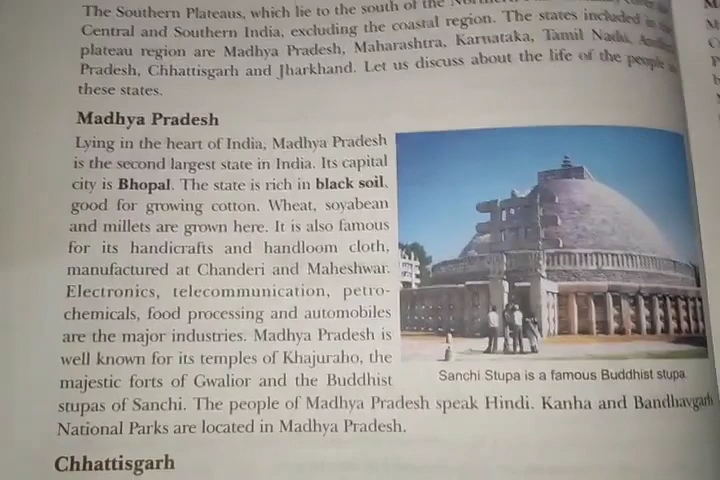 The Southern Plateaus, which lie to the south of the
Central and Southern India, excluding the coastal region. The states included in
plateau region are Madhya Pradesh, Maharashtra, Karnataka, Tamil Nadu,
Pradesh, Chhattisgarh and Jharkhand. Let us discuss about the life of the people
these states.
Madhya Pradesh
Lying in the heart of India, Madhya Pradesh
is the second largest state in India. Its capital
city is Bhopal. The state is rich in black soil,
good for growing cotton. Wheat, soyabean
and millets are grown here. It is also famous
for its handicrafts and handloom cloth,
manufactured at Chanderi and Maheshwar.
Electronics, telecommunication, petro-
chemicals, food processing and automobiles
are the major industries. Madhya Pradesh is
well known for its temples of Khajuraho, the
majestic forts of Gwalior and the Buddhist
Sanchi Stupa is a famous Buddhist stupa.
stupas of Sanchi. The people of Madhya Pradesh speak Hindi. Kanha and Bandhavgarh
National Parks are located in Madhya Pradesh.
Chhattisgarh